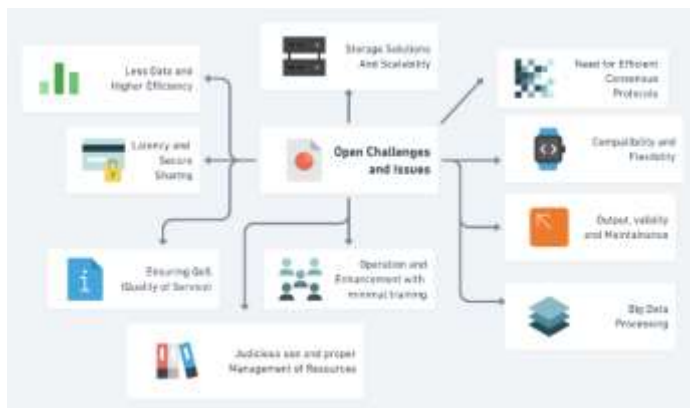 Storage Solutions
And Scalability
Less Data and
Higher Efficiency
Need for Efficient
Consensus
Protocols
Latency and
Secure
Sharing
Open Challenges
and Issues
Compatibility and
Flexibility
Output, validity
and Maintainance
Ensuring QoS
(Quality of Service)
Operation and
Enhancement with
minimal training
Big Data
Processing
Judicious use and proper
Management of Resources